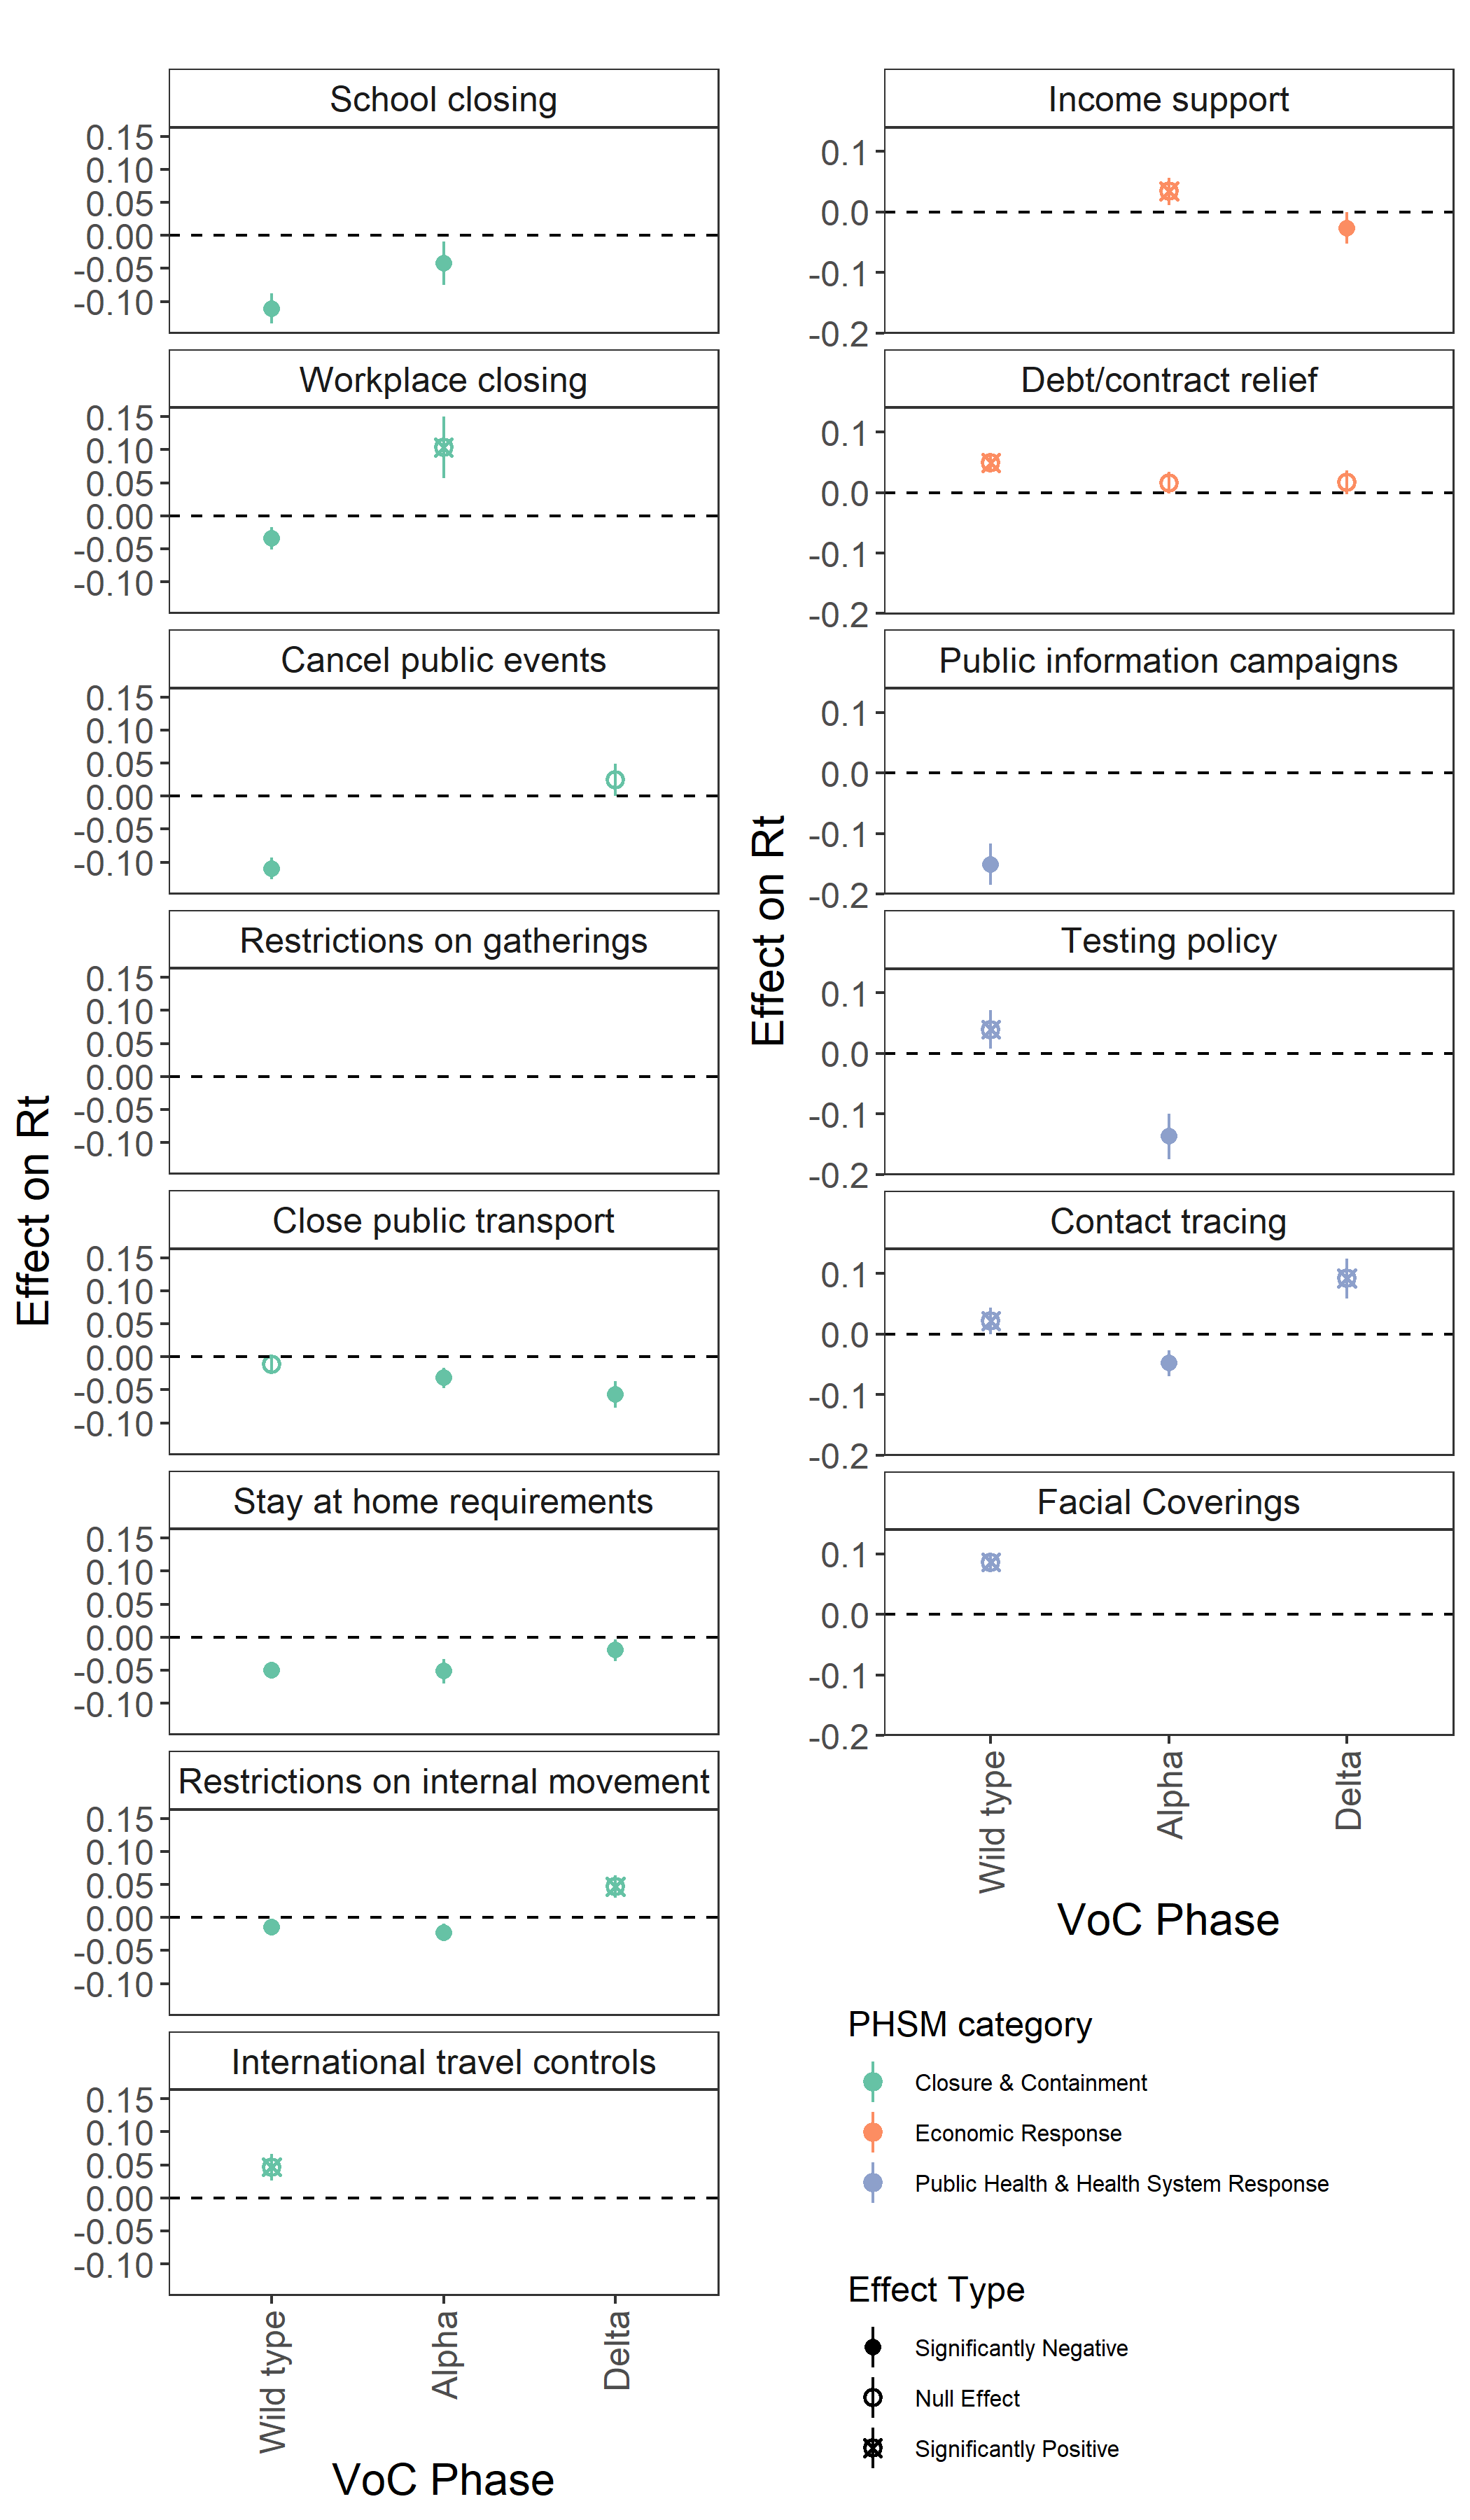 School closing
0.15
0.10
0.05
0.00
-0.05
-0.10
Workplace closing
0.15
0.10
0.05
0.00
-0.05
-0.10
Cancel public events
0.15
0.10
0.05
0.00
-0.05
-0.10
Restrictions on gatherings
0.15
0.10
0.05
0.00
-0.05
-0.10
Close public transport
0.15
0.10
0.05
0.00
-0.05
-0.10
Stay at home requirements
0.15
0.10
0.05
0.00
-0.05
-0.10
Restrictions on internal movement
0.15
0.10
0.05
0.00
-0.05
-0.10
International travel controls
0.15
0.10
0.05
0.00
-0.05
-0.10
Effect on Rt
Wild type
Alpha
Delta
VoC Phase
Income support
0.1
0.0
-0.1
-0.2
Debt/contract relief
0.1
0.0
-0.1
-0.2
Public information campaigns
0.1
0.0
-0.1
-0.2
Testing policy
0.1
0.0
-0.1
-0.2
Contact tracing
0.1
0.0
-0.1
-0.2
Facial Coverings
0.1
0.0
-0.1
-0.2
Effect on Rt
Wild type
Alpha
Delta
VoC Phase
PHSM category
Closure & Containment
Economic Response
Public Health & Health System Response
Effect Type
Significantly Negative
Null Effect
Significantly Positive